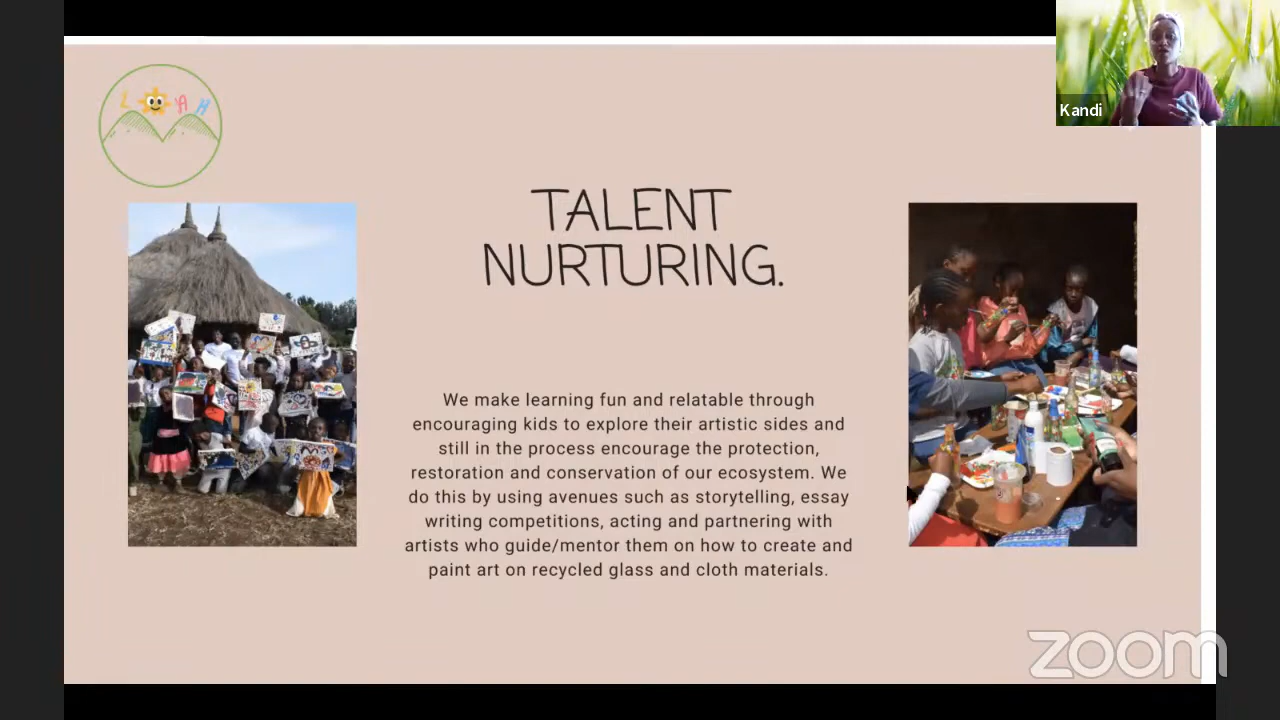 Kandi
L AH
TALENT
NURTURING.
We make learning fun and relatable through
encouraging kids to explore their artistic sides and
still in the process encourage the protection,
restoration and conservation of our ecosystem. We
do this by using avenues such as storytelling, essay
writing competitions, acting and partnering with
artists who guide/mentor them on how to create and
paint art on recycled glass and cloth materials.
zoom